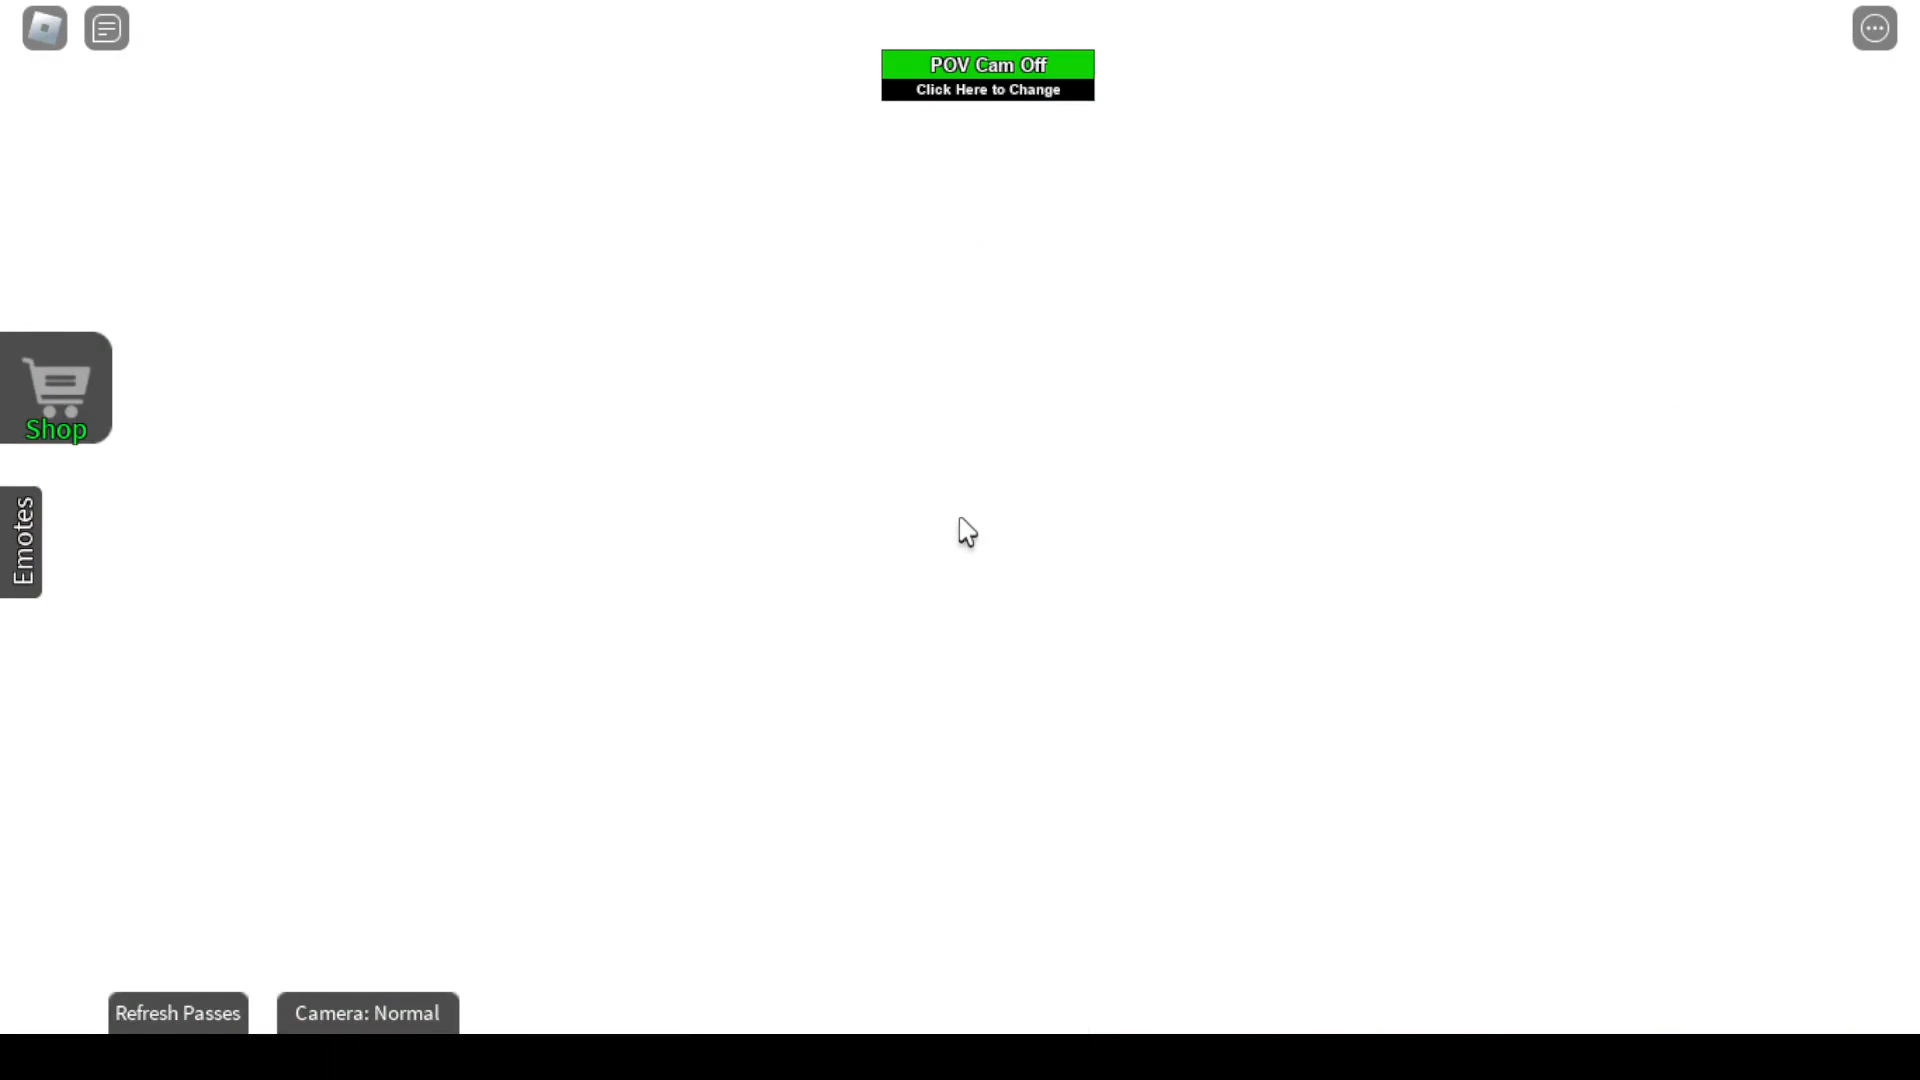 POV Cam Off
Click Here to Change
Shop
Emotes
Refresh Passes
Camera: Normal